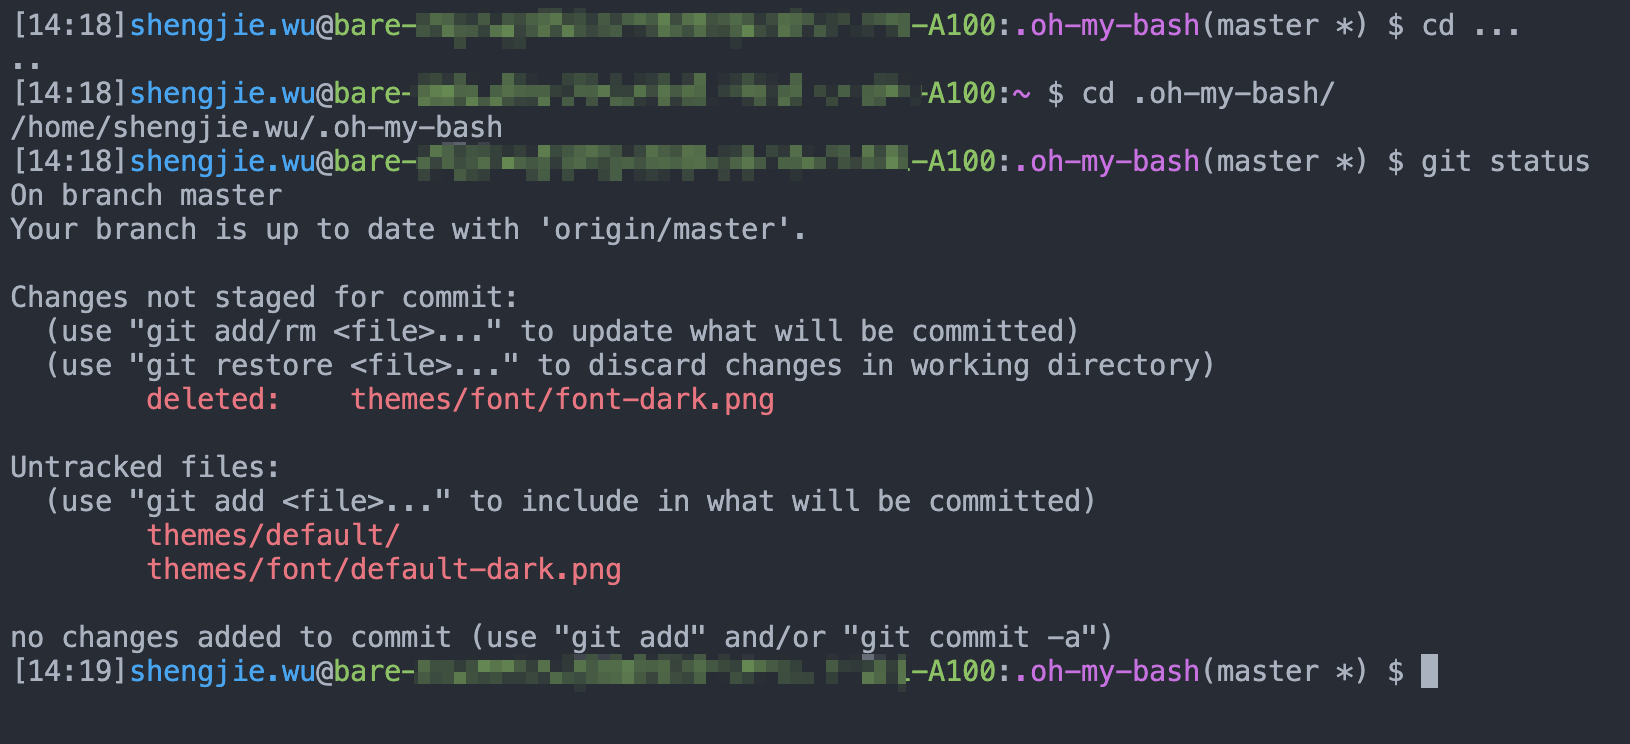 [14:18]shengjie.wu@bare- -A100:.oh-my-bash(master *) $ cd ...
..
[14:18]shengjie.wu@bare- -A100:~ $ cd .oh-my-bash/
/home/shengjie.wu/.oh-my-bash
[14:18]shengjie.wu@bare- -A100:.oh-my-bash(master *) $ git status
On branch master
Your branch is up to date with 'origin/master'.
Changes not staged for commit:
(use "git add/rm <file>..." to update what will be committed)
(use "git restore <file>..." to discard changes in working directory)
deleted: themes/font/font-dark.png
Untracked files:
(use "git add <file>..." to include in what will be committed)
themes/default/
themes/font/default-dark.png
no changes added to commit (use "git add" and/or "git commit -a")
[14:19]shengjie.wu@bare- -A100:.oh-my-bash(master *) $